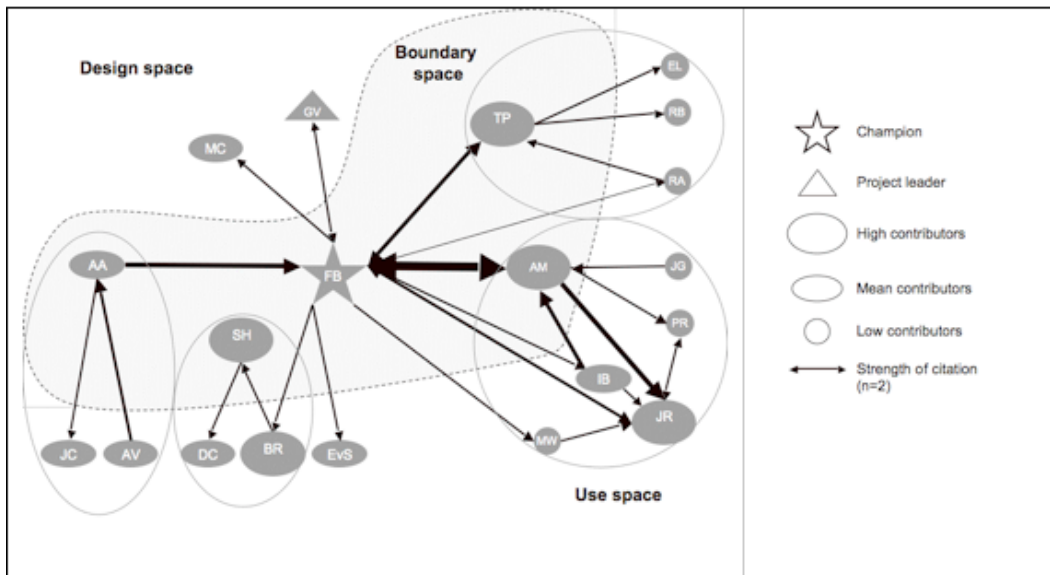 Design space
Boundary
space
GV
MC
TP
EL
RB
RA
AA
FB
AM
JG
PR
SH
IB
JR
MW
JC
AV
DC
BR
EvS
Use space
Champion
Project leader
High contributors
Mean contributors
Low contributors
Strength of citation
(n=2)